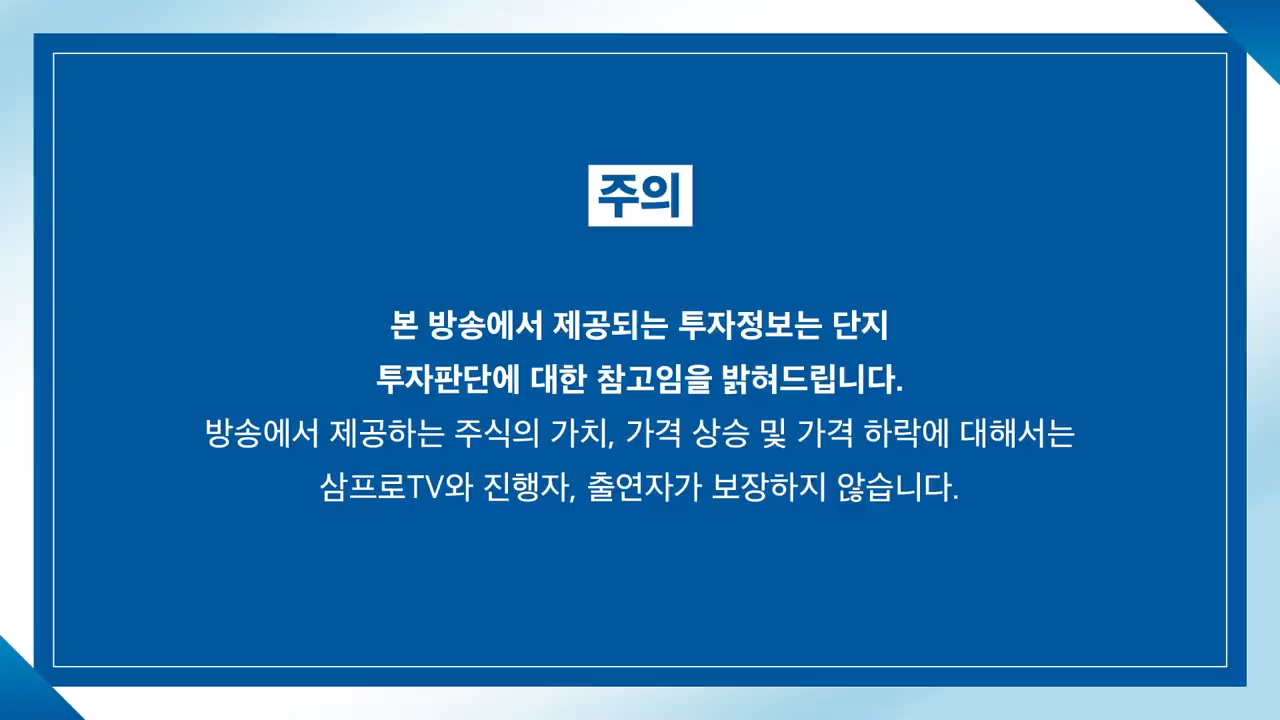 주의
본 방송에서 제공되는 투자정보는 단지
투자판단에 대한 참고임을 밝혀드립니다.
방송에서 제공하는 주식의 가치, 가격 상승 및 가격 하락에 대해서는
삼프로TV와 진행자, 출연자가 보장하지 않습니다.